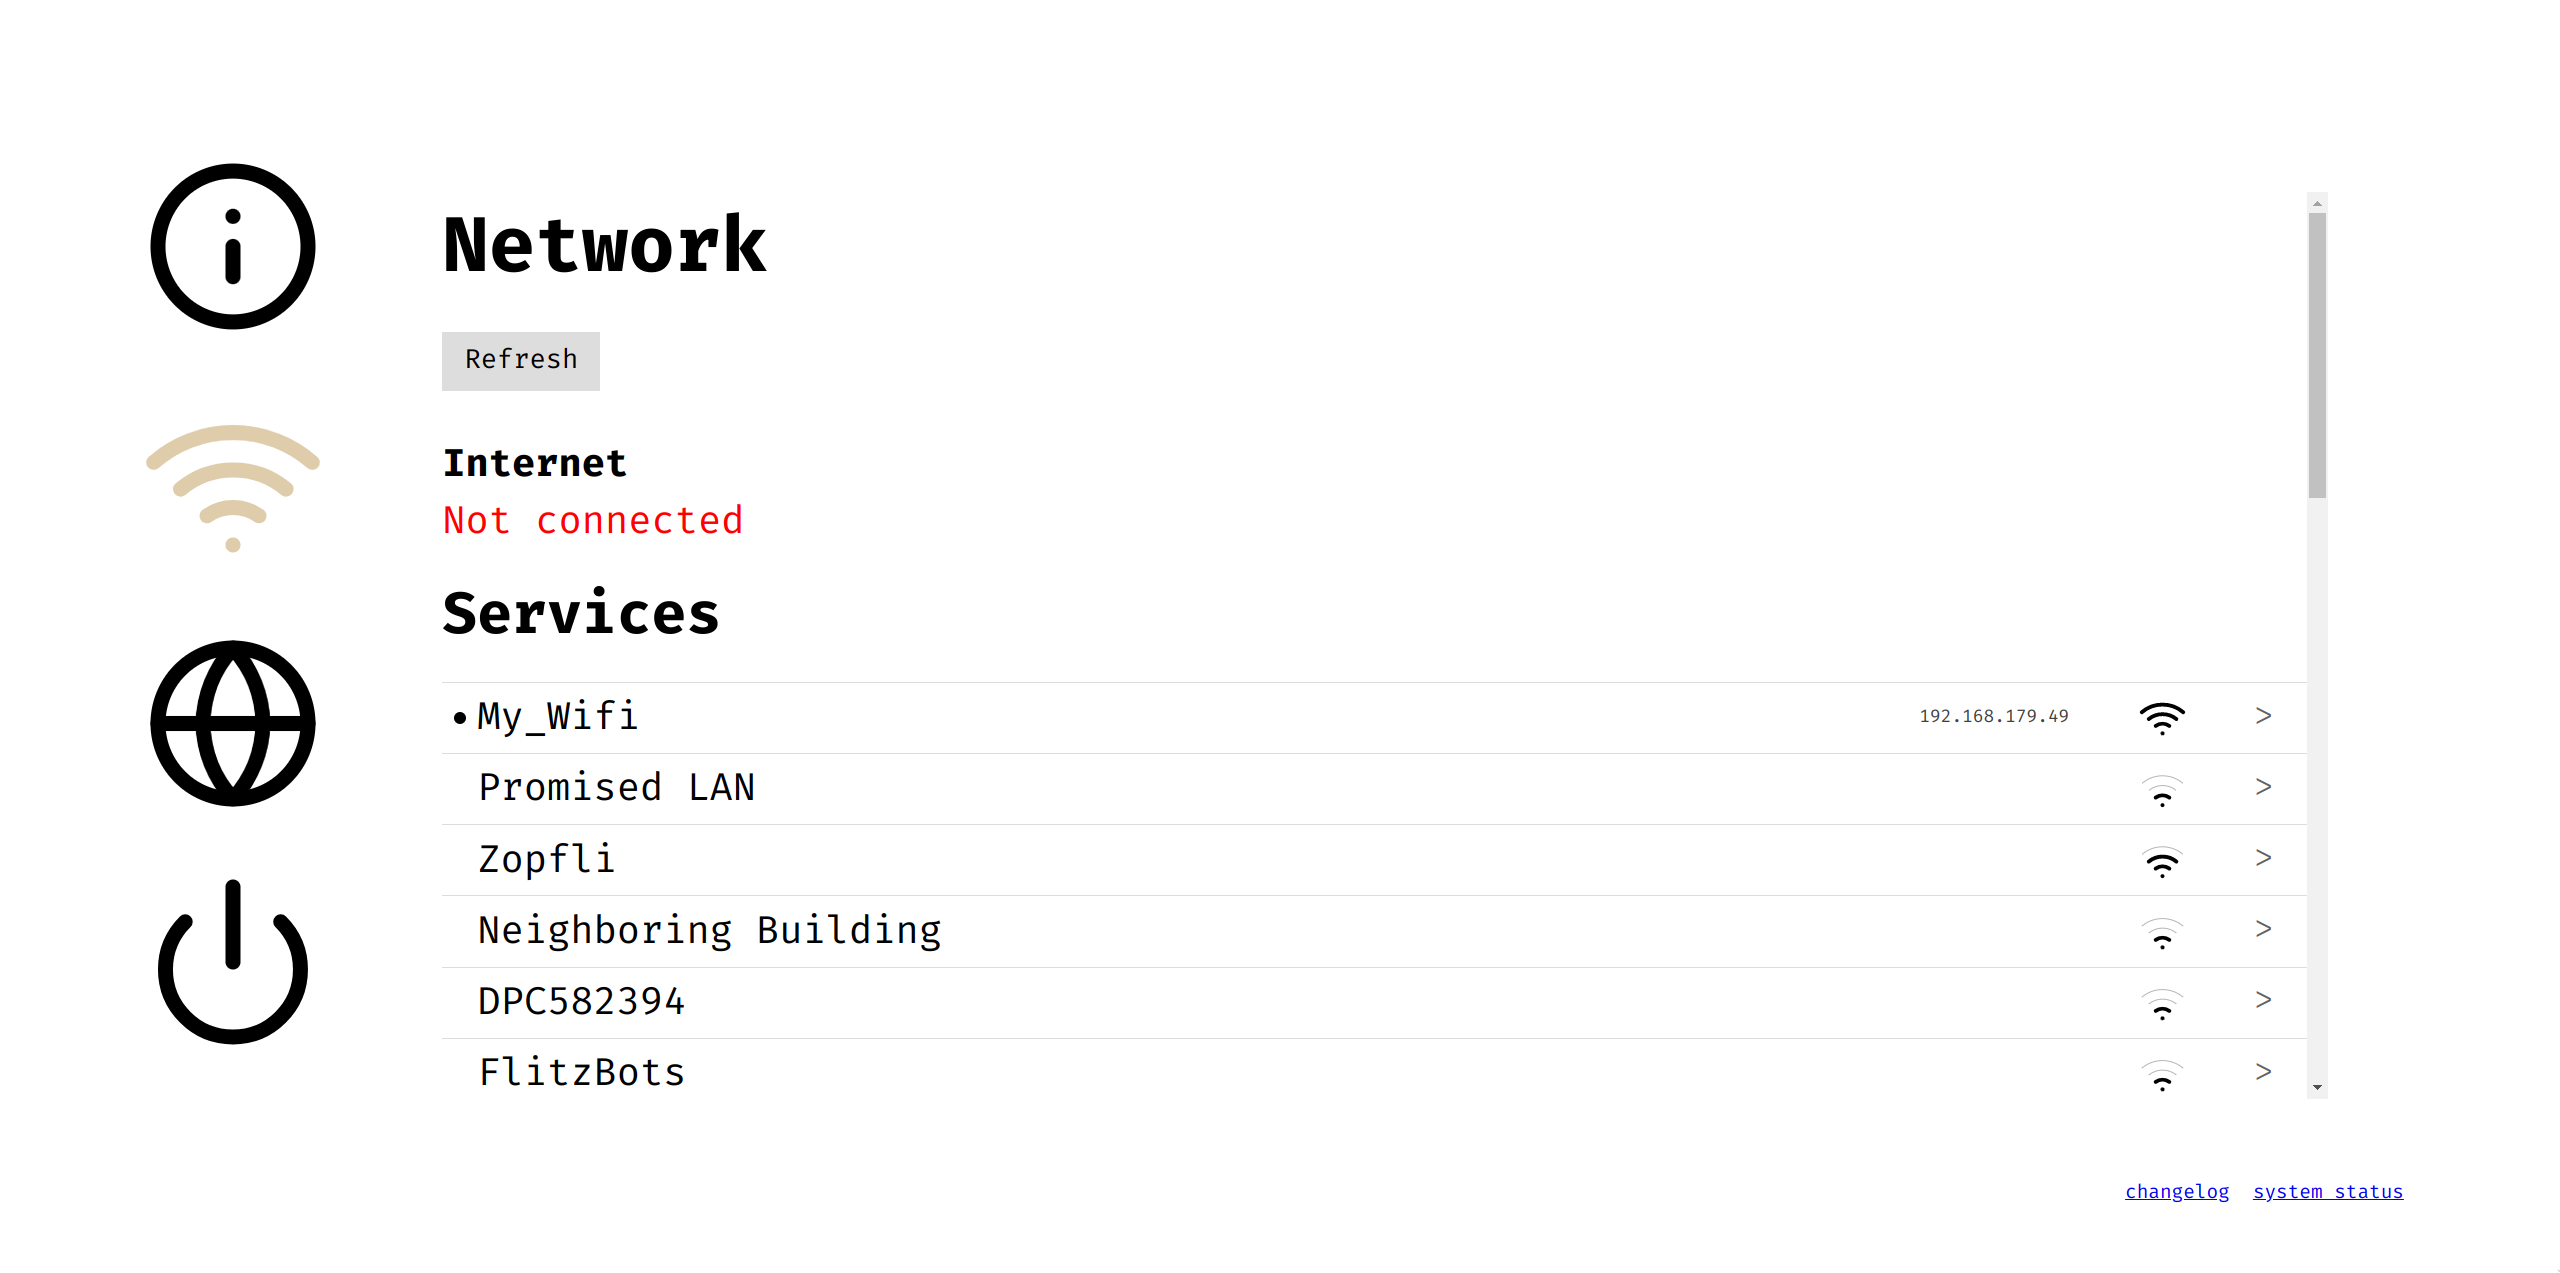 Network
Refresh
Internet
Not connected
Services
My_Wifi 192.168.179.49 >
Promised LAN >
Zopfli >
Neighboring Building >
DPC582394 >
FlitzBots >
changelog system status